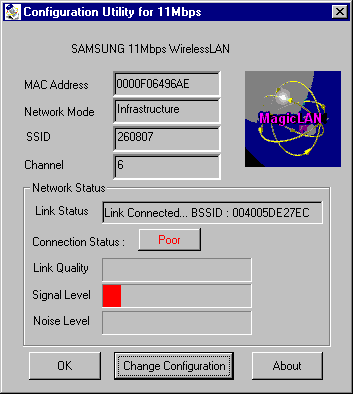 Configuration Utility for 11Mbps
SAMSUNG 11Mbps WirelessLAN
MAC Address 0000F06496AE
Network Mode Infrastructure
SSID 260807
Channel 6
MagicLAN
Network Status
Link Status Link Connected... BSSID : 004005DE27EC
Connection Status : Poor
Link Quality
Signal Level
Noise Level
OK Change Configuration About